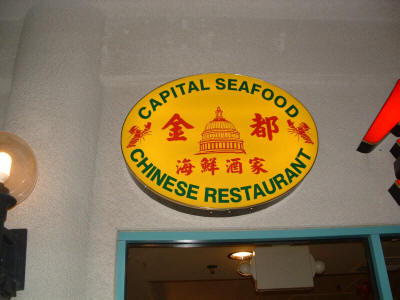 CAPITAL SEAFOOD
金 都
海鮮酒家
CHINESE RESTAURANT